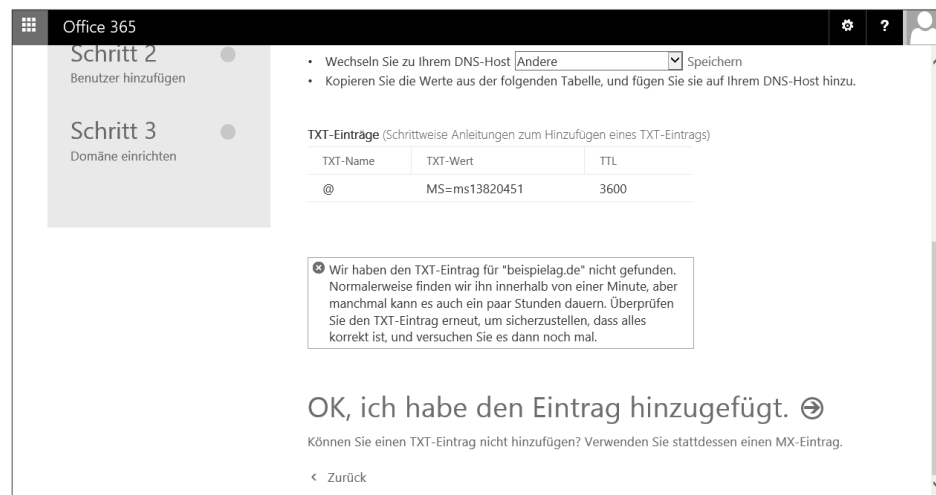 Office 365
?
Schritt 2
Benutzer hinzufügen
Schritt 3
Domäne einrichten
• Wechseln Sie zu Ihrem DNS-Host Andere Speichern
• Kopieren Sie die Werte aus der folgenden Tabelle, und fügen Sie sie auf Ihrem DNS-Host hinzu.
TXT-Einträge (Schrittweise Anleitungen zum Hinzufügen eines TXT-Eintrags)
TXT-Name TXT-Wert TTL
@ MS=ms13820451 3600
Wir haben den TXT-Eintrag für "beispielag.de" nicht gefunden.
Normalerweise finden wir ihn innerhalb von einer Minute, aber
manchmal kann es auch ein paar Stunden dauern. Überprüfen
Sie den TXT-Eintrag erneut, um sicherzustellen, dass alles
korrekt ist, und versuchen Sie es dann noch mal.
OK, ich habe den Eintrag hinzugefügt.
Können Sie einen TXT-Eintrag nicht hinzufügen? Verwenden Sie stattdessen einen MX-Eintrag.
< Zurück